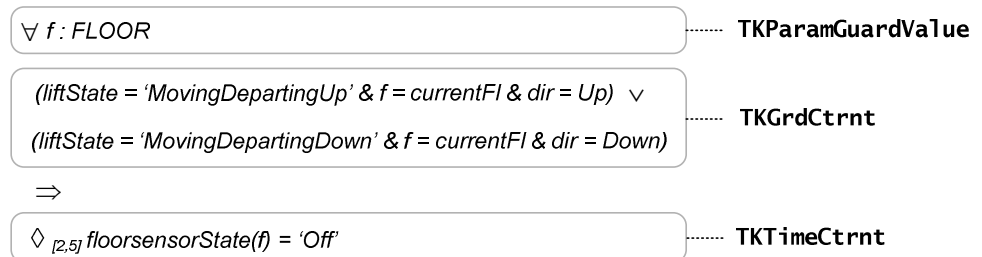 ∀ f : FLOOR
TKParamGuardValue
(liftState = ‘MovingDepartingUp’ & f = currentFl & dir = Up) ∨
(liftState = ‘MovingDepartingDown’ & f = currentFl & dir = Down)
TKGrdCtrnt
⇒
◊ [2,5] floorsensorState(f) = ‘Off’
TKTimeCtrnt